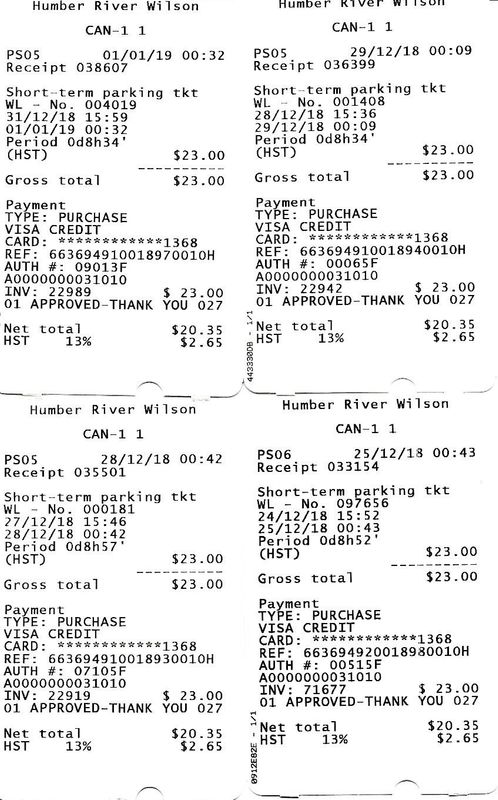 Humber River Wilson
CAN-1 1
PS05 01/01/19 00:32
Receipt 038607
Short-term parking tkt
WL - No. 004019
31/12/18 15:59
01/01/19 00:32
Period 0d8h34'
(HST) $23.00
----------
Gross total $23.00
Payment
TYPE: PURCHASE
VISA CREDIT
CARD: ************1368
REF: 663694910018970010H
AUTH #: 09013F
A0000000031010
INV: 22989 $ 23.00
01 APPROVED-THANK YOU 027
Net total $20.35
HST 13% $2.65
Humber River Wilson
CAN-1 1
PS05 29/12/18 00:09
Receipt 036399
Short-term parking tkt
WL - No. 001408
28/12/18 15:36
29/12/18 00:09
Period 0d8h34'
(HST) $23.00
----------
Gross total $23.00
Payment
TYPE: PURCHASE
VISA CREDIT
CARD: ************1368
REF: 663694910018940010H
AUTH #: 00065F
A0000000031010
INV: 22942 $ 23.00
01 APPROVED-THANK YOU 027
Net total $20.35
HST 13% $2.65
Humber River Wilson
CAN-1 1
PS05 28/12/18 00:42
Receipt 035501
Short-term parking tkt
WL - No. 000181
27/12/18 15:46
28/12/18 00:42
Period 0d8h57'
(HST) $23.00
----------
Gross total $23.00
Payment
TYPE: PURCHASE
VISA CREDIT
CARD: ************1368
REF: 663694910018930010H
AUTH #: 07105F
A0000000031010
INV: 22919 $ 23.00
01 APPROVED-THANK YOU 027
Net total $20.35
HST 13% $2.65
Humber River Wilson
CAN-1 1
PS06 25/12/18 00:43
Receipt 033154
Short-term parking tkt
WL - No. 097656
24/12/18 15:52
25/12/18 00:43
Period 0d8h52'
(HST) $23.00
----------
Gross total $23.00
Payment
TYPE: PURCHASE
VISA CREDIT
CARD: ************1368
REF: 663694920018980010H
AUTH #: 00515F
A0000000031010
INV: 71677 $ 23.00
01 APPROVED-THANK YOU 027
Net total $20.35
HST 13% $2.65